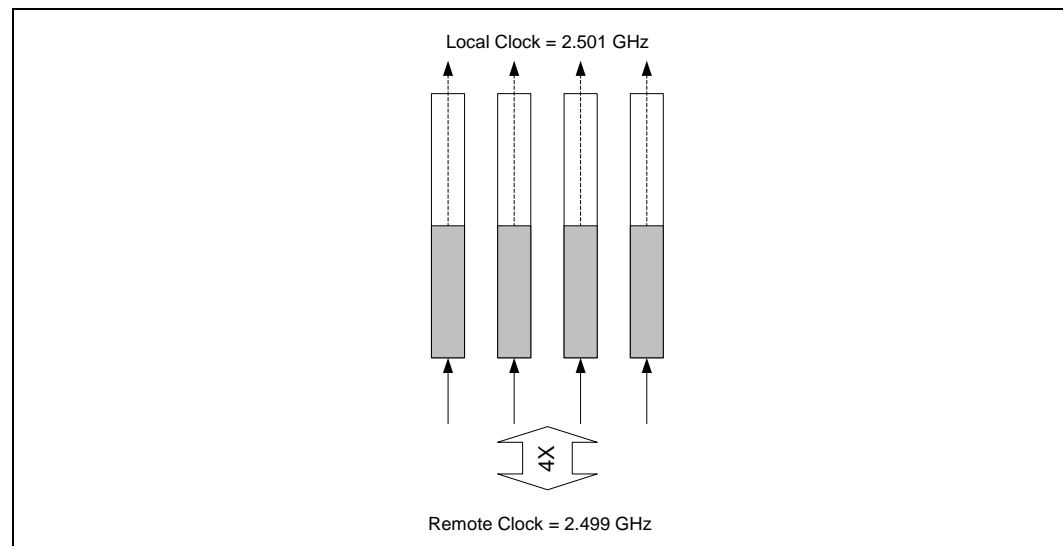 Local Clock = 2.501 GHz
4X
Remote Clock = 2.499 GHz